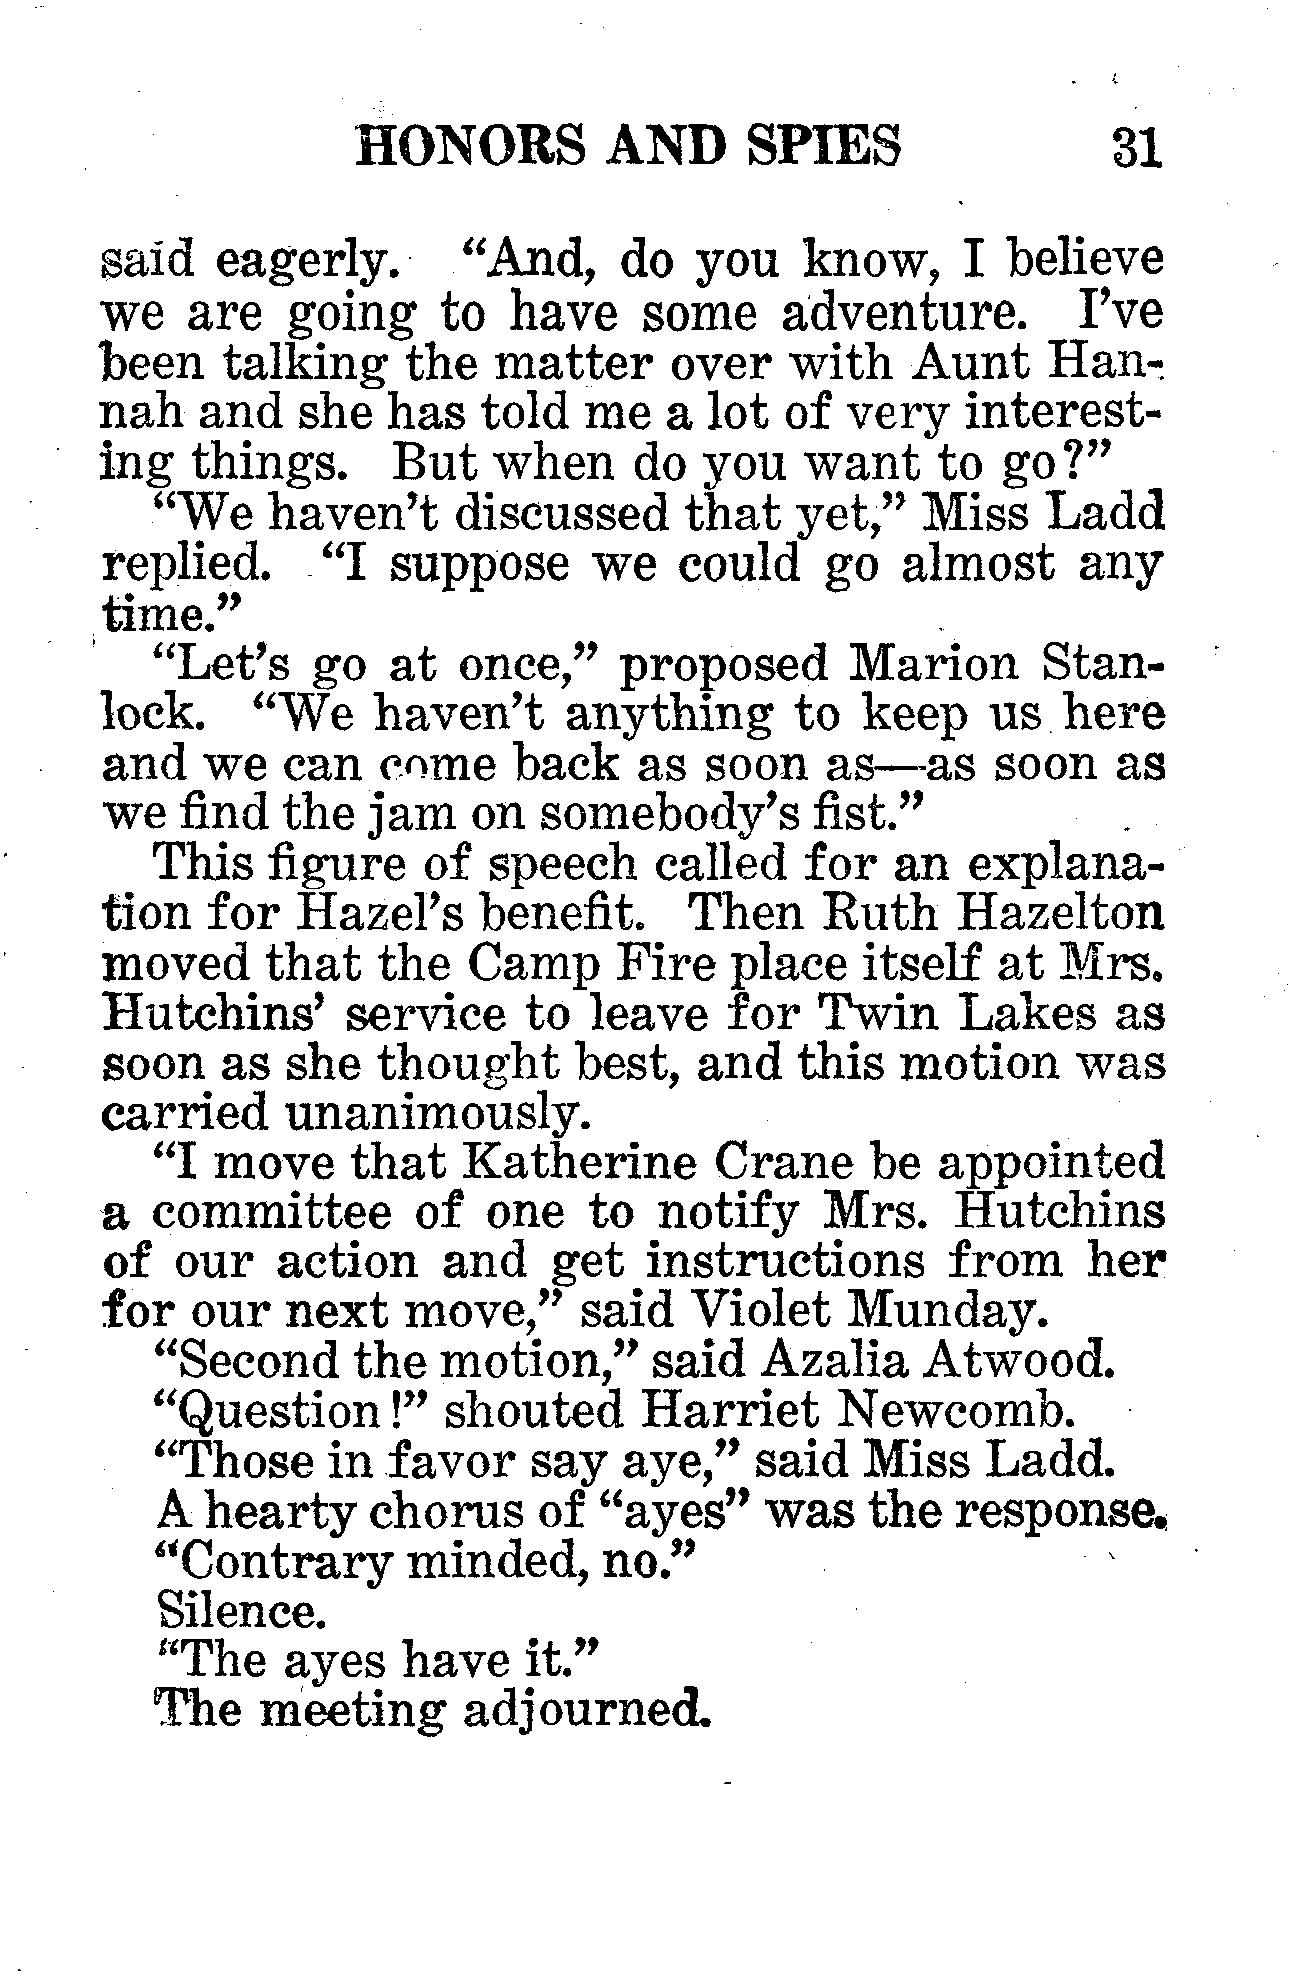 HONORS AND SPIES 31
said eagerly. “And, do you know, I believe
we are going to have some adventure. I’ve
been talking the matter over with Aunt Han-
nah and she has told me a lot of very interest-
ing things. But when do you want to go?”
“We haven’t discussed that yet,” Miss Ladd
replied. “I suppose we could go almost any
time.”
“Let’s go at once,” proposed Marion Stan-
lock. “We haven’t anything to keep us here
and we can come back as soon as—as soon as
we find the jam on somebody’s fist.”
This figure of speech called for an explana-
tion for Hazel’s benefit. Then Ruth Hazelton
moved that the Camp Fire place itself at Mrs.
Hutchins’ service to leave for Twin Lakes as
soon as she thought best, and this motion was
carried unanimously.
“I move that Katherine Crane be appointed
a committee of one to notify Mrs. Hutchins
of our action and get instructions from her
for our next move,” said Violet Munday.
“Second the motion,” said Azalia Atwood.
“Question!” shouted Harriet Newcomb.
“Those in favor say aye,” said Miss Ladd.
A hearty chorus of “ayes” was the response.
“Contrary minded, no.”
Silence.
“The ayes have it.”
The meeting adjourned.